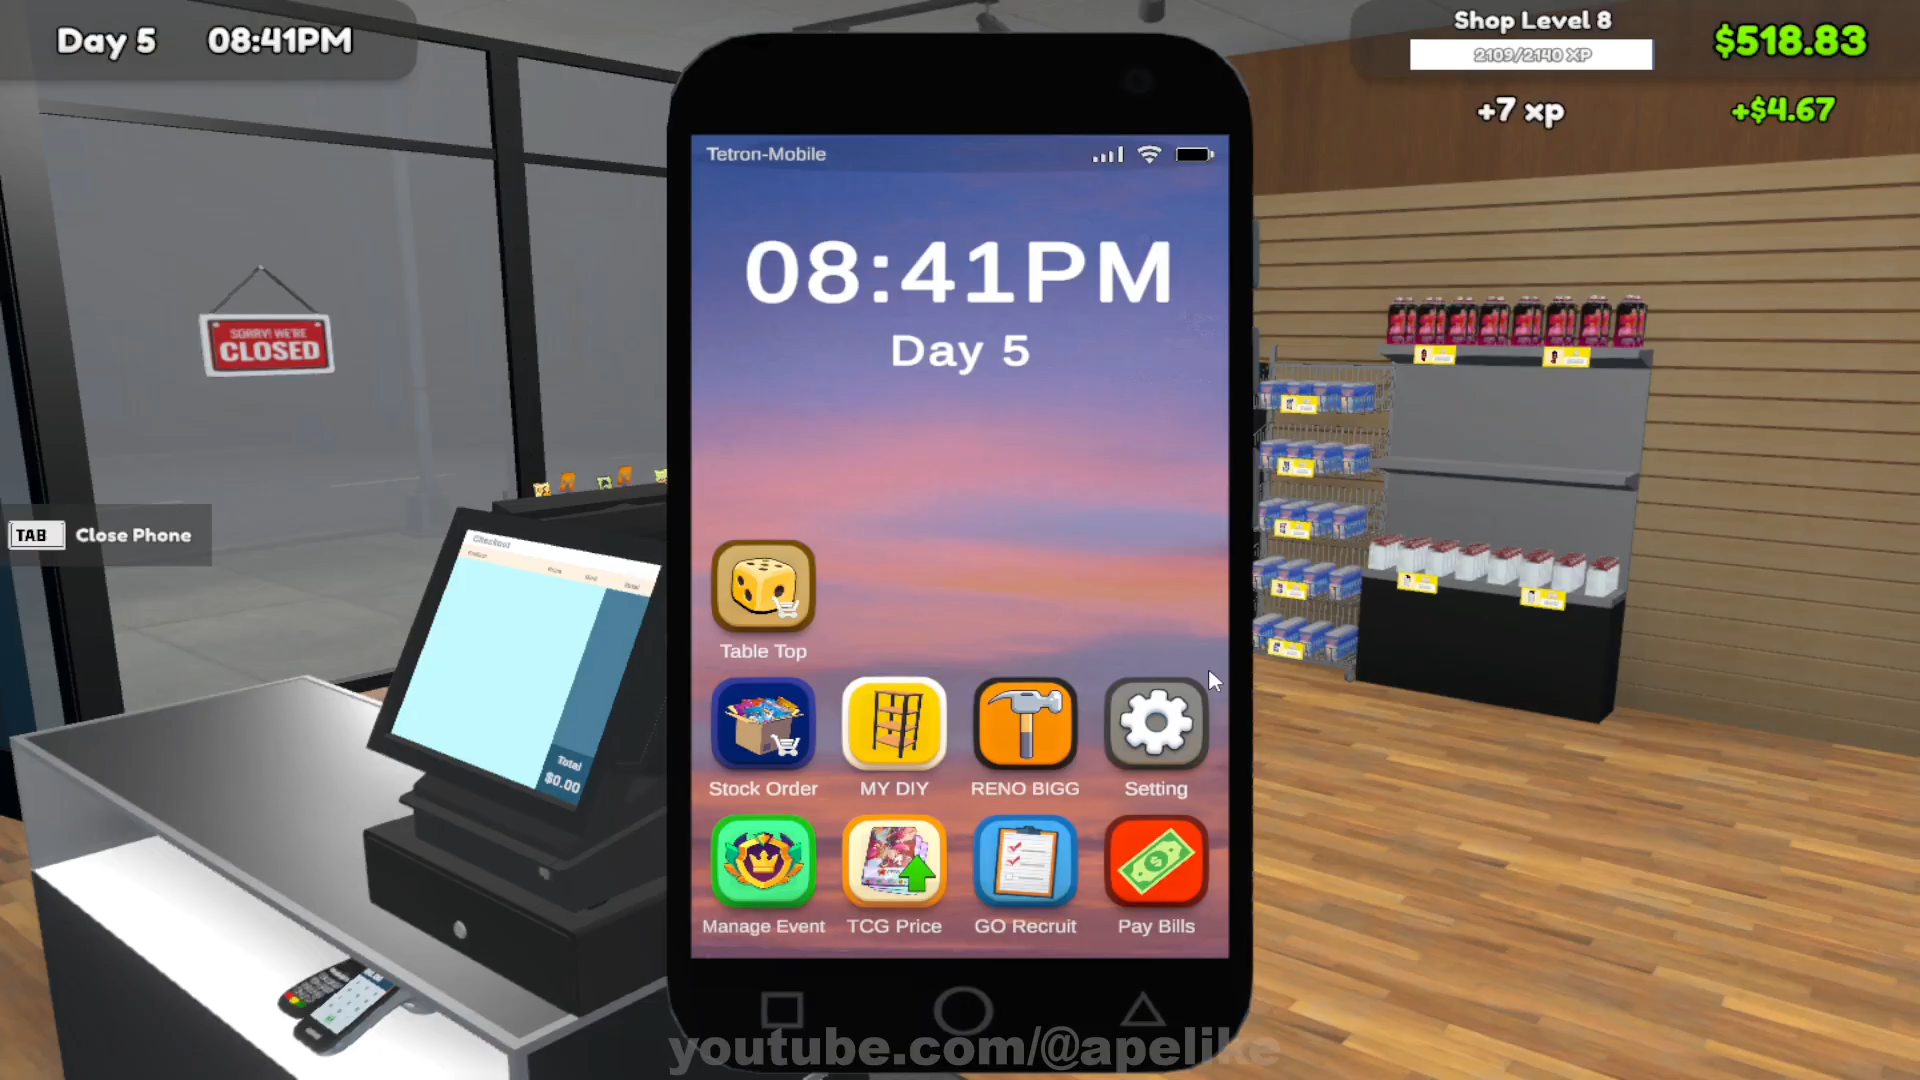 Day 5 08:41PM
Shop Level 8
2109/2140 XP
$518.83
+7 xp
+$4.67
Tetron-Mobile
08:41PM
Day 5
SORRY! WE'RE
CLOSED
TAB Close Phone
Checkout
Total
$0.00
Table Top
Stock Order
MY DIY
RENO BIGG
Setting
Manage Event
TCG Price
GO Recruit
Pay Bills
youtube.com/@apelike